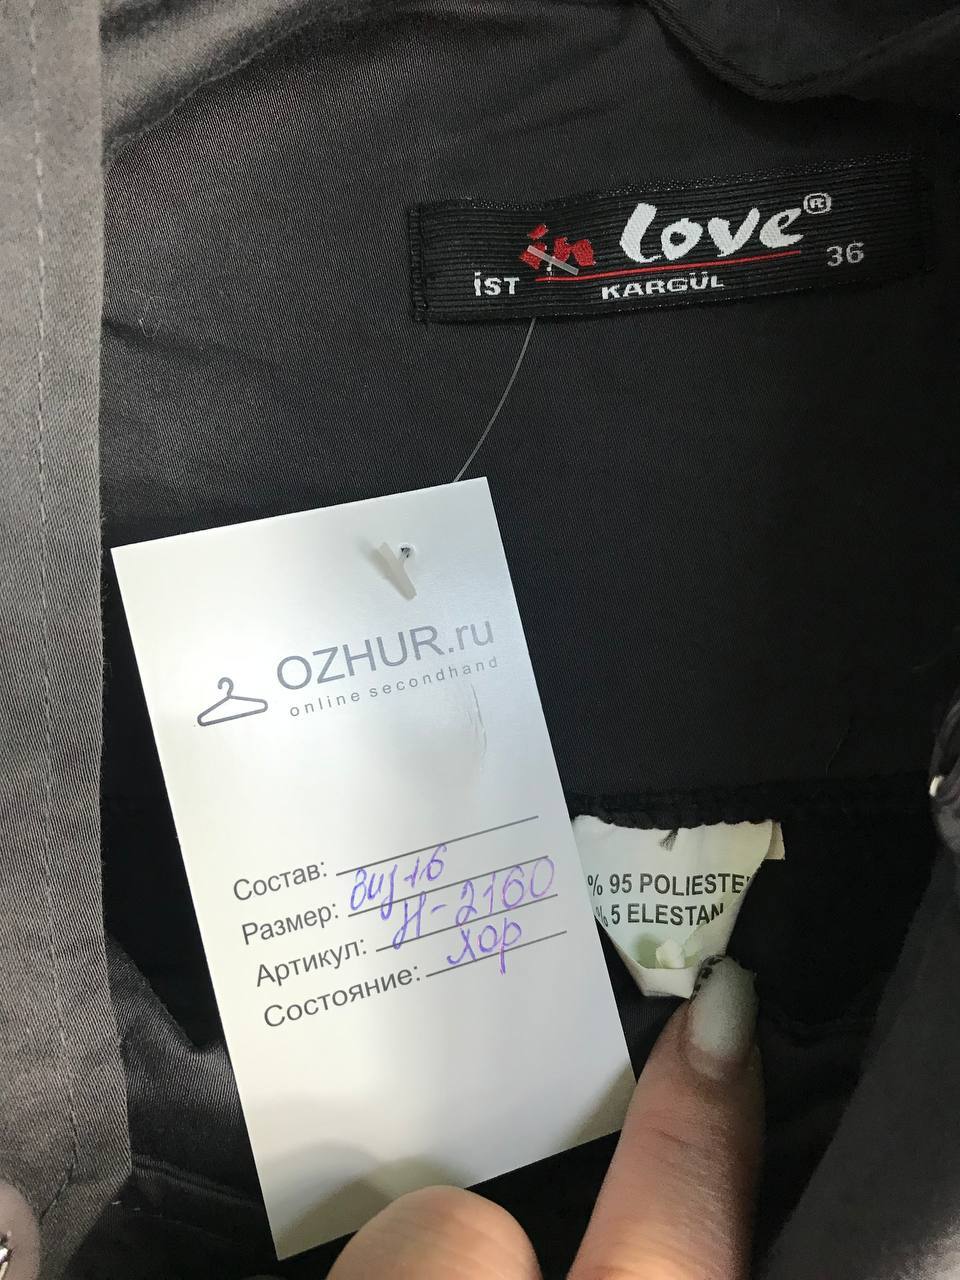 in Love®
36
İST KARGÜL
OZHUR.ru
online secondhand
Состав:
Размер:
Артикул: Н-2160
Состояние: хор
% 95 POLIESTE
% 5 ELESTAN